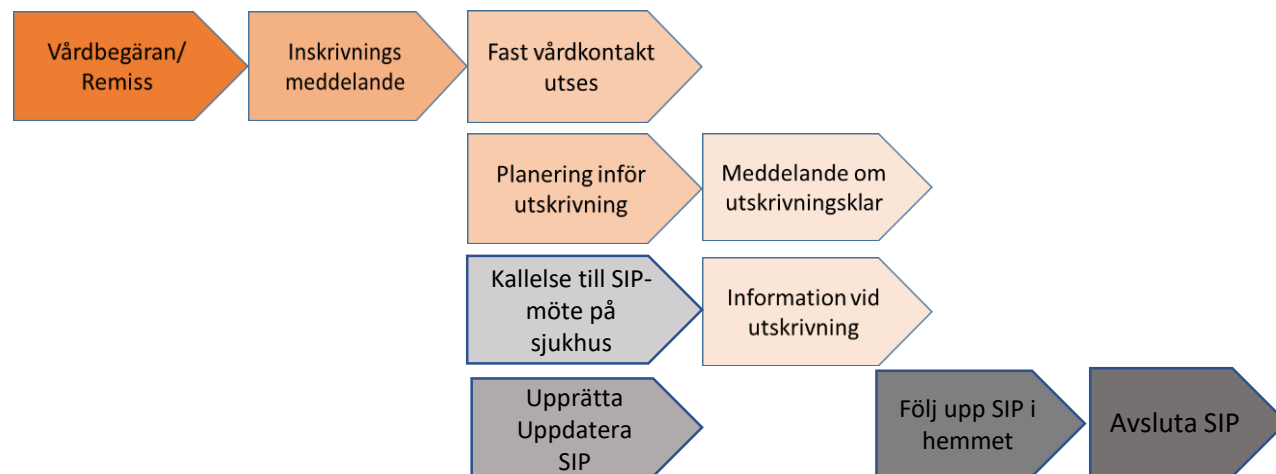 Vårdbegäran/
Remiss
Inskrivnings
meddelande
Fast vårdkontakt
utses
Planering inför
utskrivning
Meddelande om
utskrivningsklar
Kallelse till SIP-
möte på
sjukhus
Information vid
utskrivning
Upprätta
Uppdatera
SIP
Följ upp SIP i
hemmet
Avsluta SIP